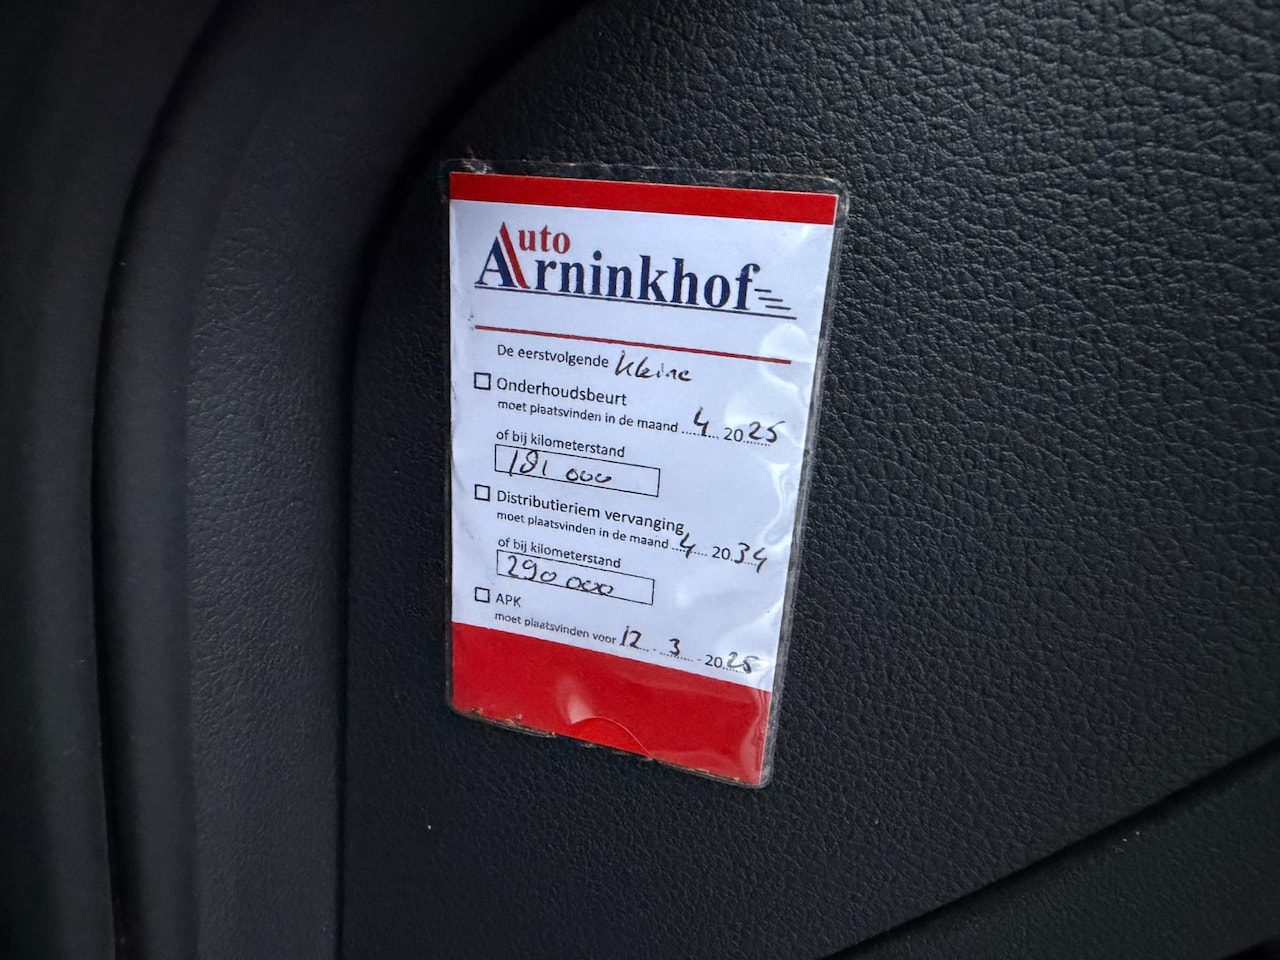 Auto
Arninkhof
De eerstvolgende kleine
Onderhoudsbeurt
moet plaatsvinden in de maand ..4.. 2025
of bij kilometerstand
181 000
Distributieriem vervanging
moet plaatsvinden in de maand ..4.. 2034
of bij kilometerstand
290 000
APK
moet plaatsvinden voor 12 - 3 - 2025